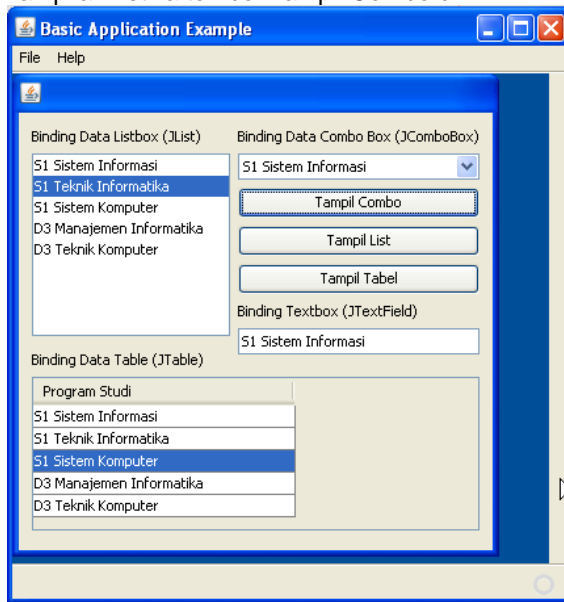 Basic Application Example
File Help
Binding Data Listbox (JList)
S1 Sistem Informasi
S1 Teknik Informatika
S1 Sistem Komputer
D3 Manajemen Informatika
D3 Teknik Komputer
Binding Data Combo Box (JComboBox)
S1 Sistem Informasi
Tampil Combo
Tampil List
Tampil Tabel
Binding Textbox (JTextField)
S1 Sistem Informasi
Binding Data Table (JTable)
Program Studi
S1 Sistem Informasi
S1 Teknik Informatika
S1 Sistem Komputer
D3 Manajemen Informatika
D3 Teknik Komputer